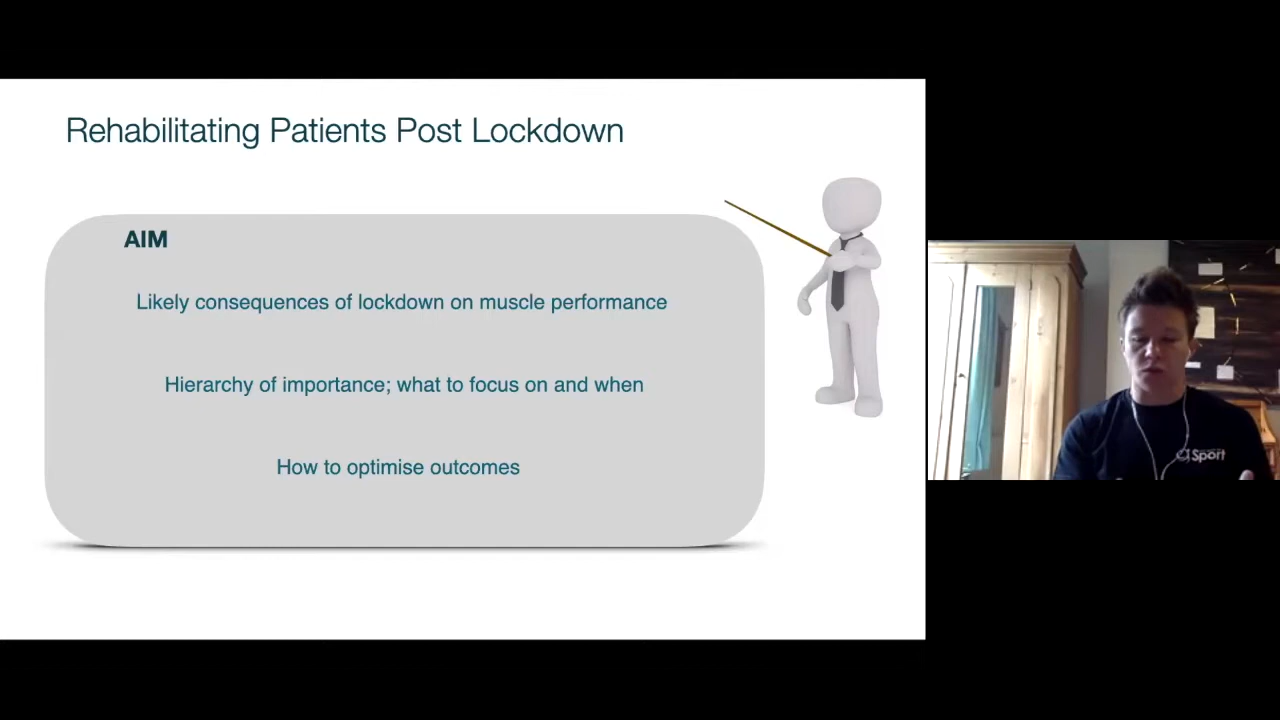 Rehabilitating Patients Post Lockdown
AIM
Likely consequences of lockdown on muscle performance
Hierarchy of importance; what to focus on and when
How to optimise outcomes
Sport